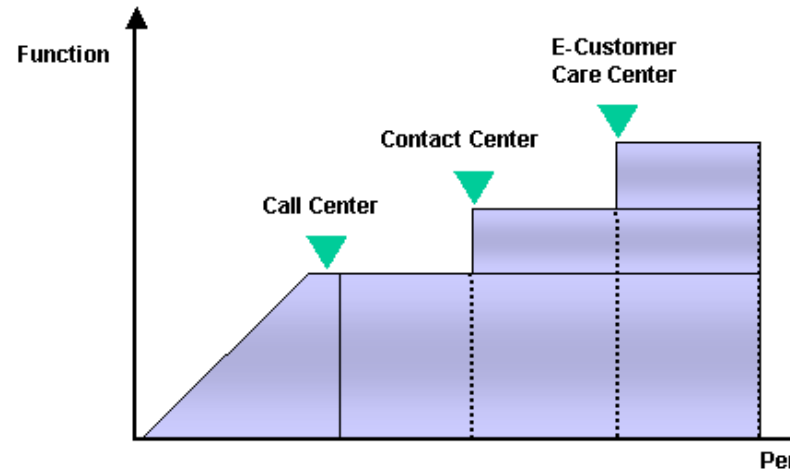 Function
E-Customer
Care Center
Contact Center
Call Center